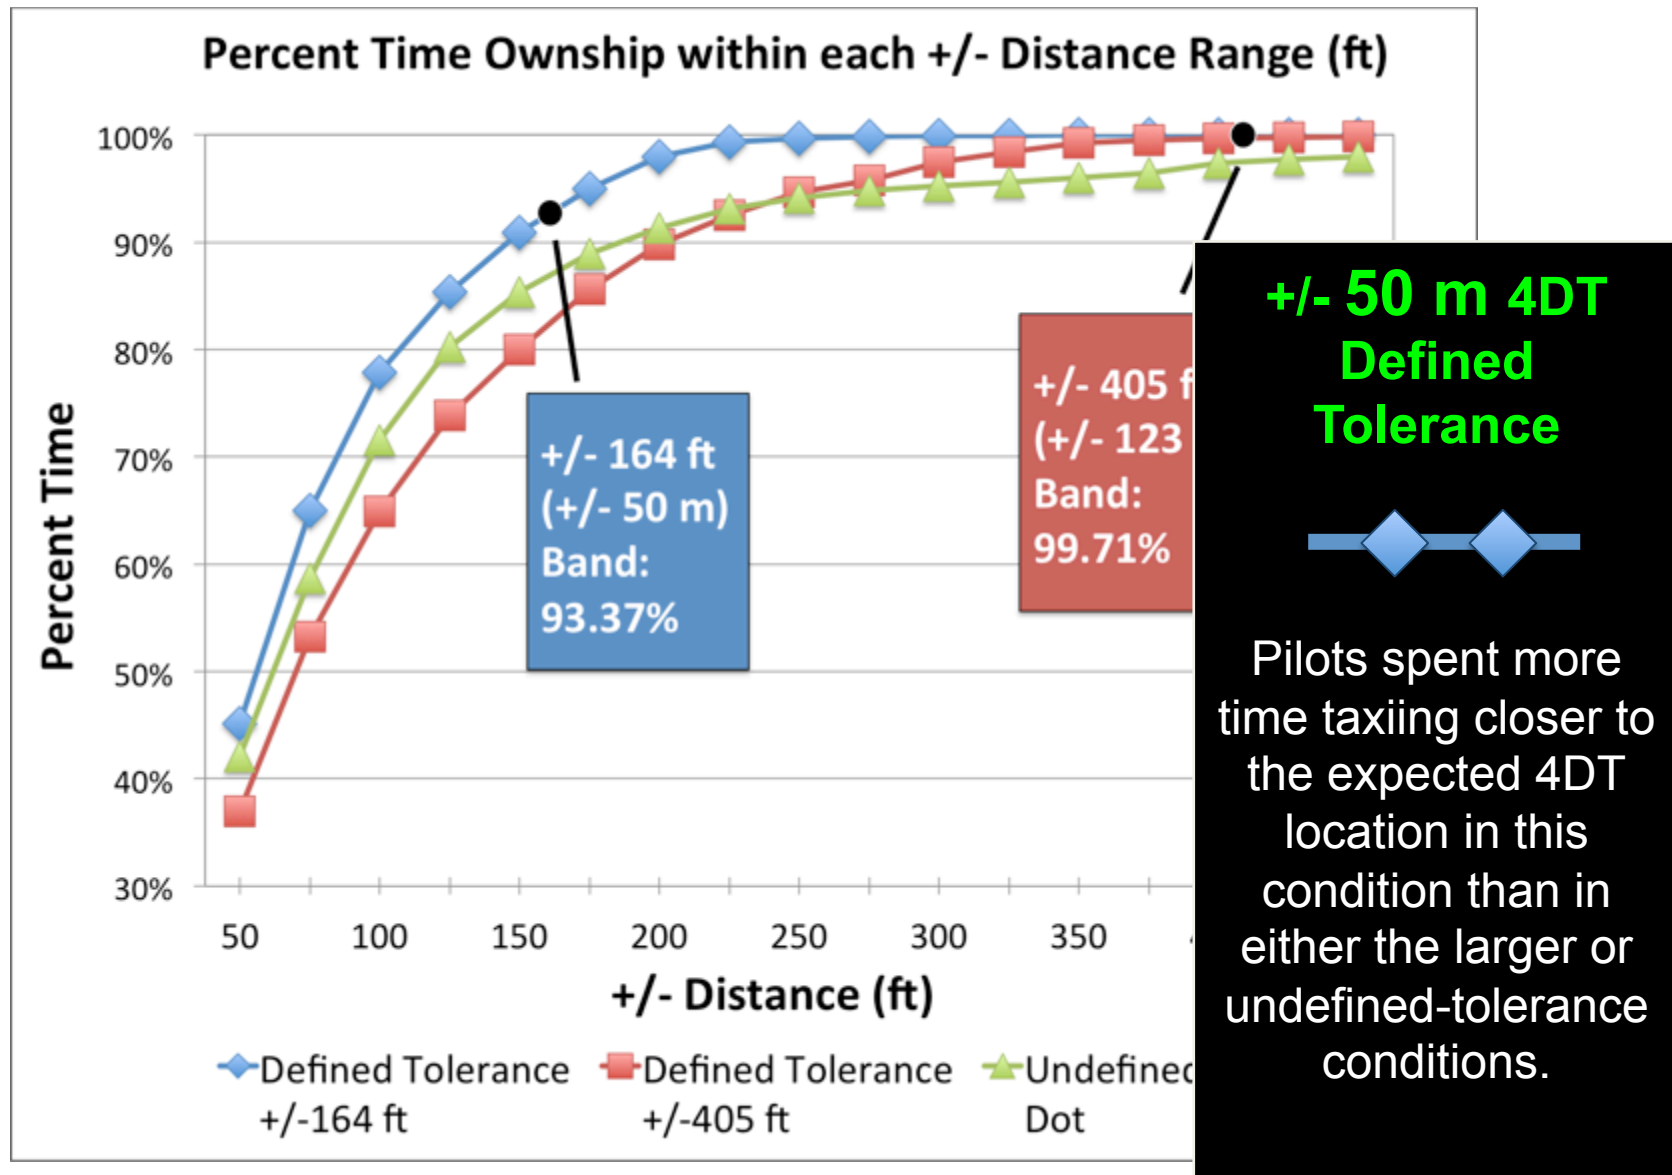 Percent Time Ownship within each +/- Distance Range (ft)
100%
90%
80%
70%
60%
50%
40%
30%
Percent Time
50 100 150 200 250 300 350
+/- Distance (ft)
+/- 164 ft
(+/- 50 m)
Band:
93.37%
+/- 405
(+/- 123
Band:
99.71%
Defined Tolerance
+/-164 ft
Defined Tolerance
+/-405 ft
Undefined
Dot
+/- 50 m 4DT
Defined
Tolerance
Pilots spent more
time taxiing closer to
the expected 4DT
location in this
condition than in
either the larger or
undefined-tolerance
conditions.